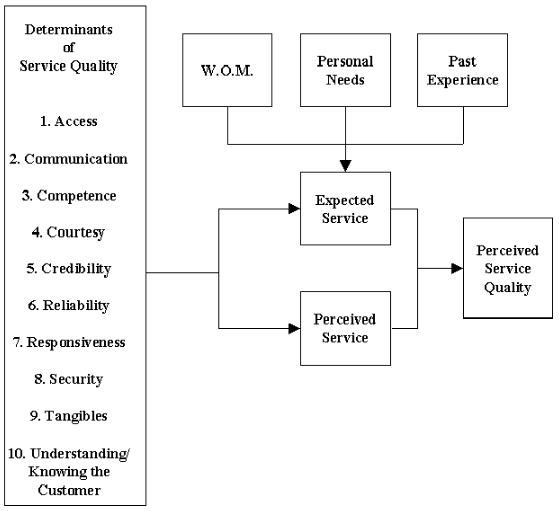 Determinants
of
Service Quality
1. Access
2. Communication
3. Competence
4. Courtesy
5. Credibility
6. Reliability
7. Responsiveness
8. Security
9. Tangibles
10. Understanding/
Knowing the
Customer
W.O.M.
Personal
Needs
Past
Experience
Expected
Service
Perceived
Service
Perceived
Service
Quality